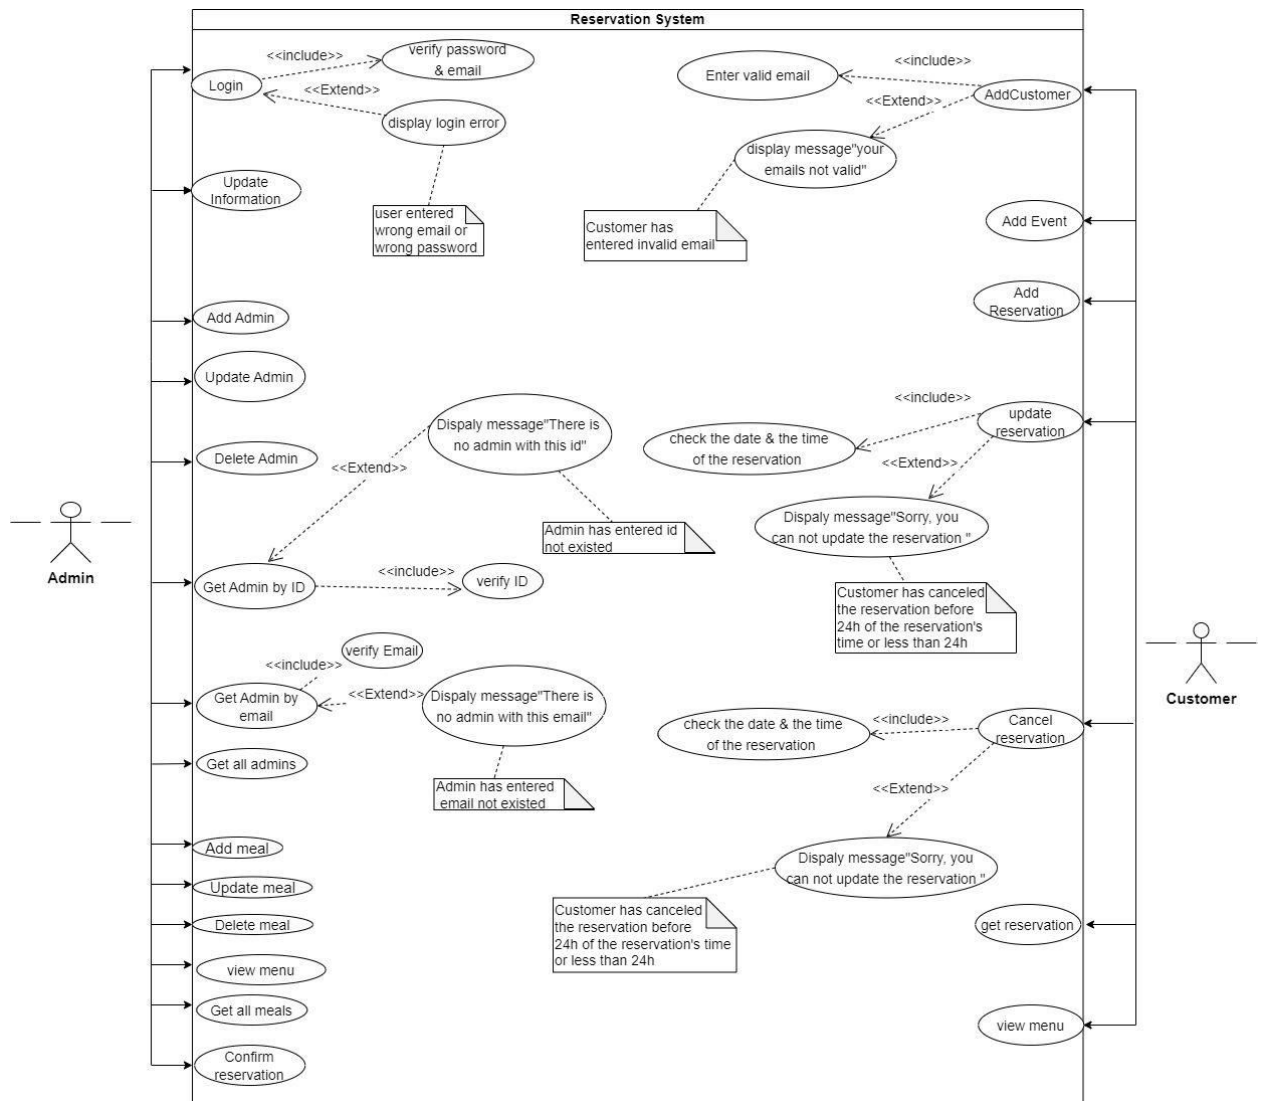 Reservation System
<<include>>
verify password
& email
Login
<<Extend>>
display login error
Update
Information
user entered
wrong email or
wrong password
Enter valid email
<<include>>
AddCustomer
<<Extend>>
display message"your
emails not valid"
Customer has
entered invalid email
Add Event
Add
Reservation
Add Admin
Update Admin
Delete Admin
Dispaly message"There is
no admin with this id"
<<Extend>>
Admin has entered id
not existed
Get Admin by ID
<<include>>
verify ID
<<include>>
update
reservation
check the date & the time
of the reservation
<<Extend>>
Dispaly message"Sorry, you
can not update the reservation "
Customer has canceled
the reservation before
24h of the reservation's
time or less than 24h
Admin
Customer
verify Email
<<include>>
Get Admin by
email
<<Extend>>
Dispaly message"There is
no admin with this email"
Admin has entered
email not existed
Get all admins
check the date & the time
of the reservation
<<include>>
Cancel
reservation
<<Extend>>
Dispaly message"Sorry, you
can not update the reservation "
Customer has canceled
the reservation before
24h of the reservation's time
or less than 24h
Add meal
Update meal
Delete meal
view menu
Get all meals
Confirm
reservation
get reservation
view menu